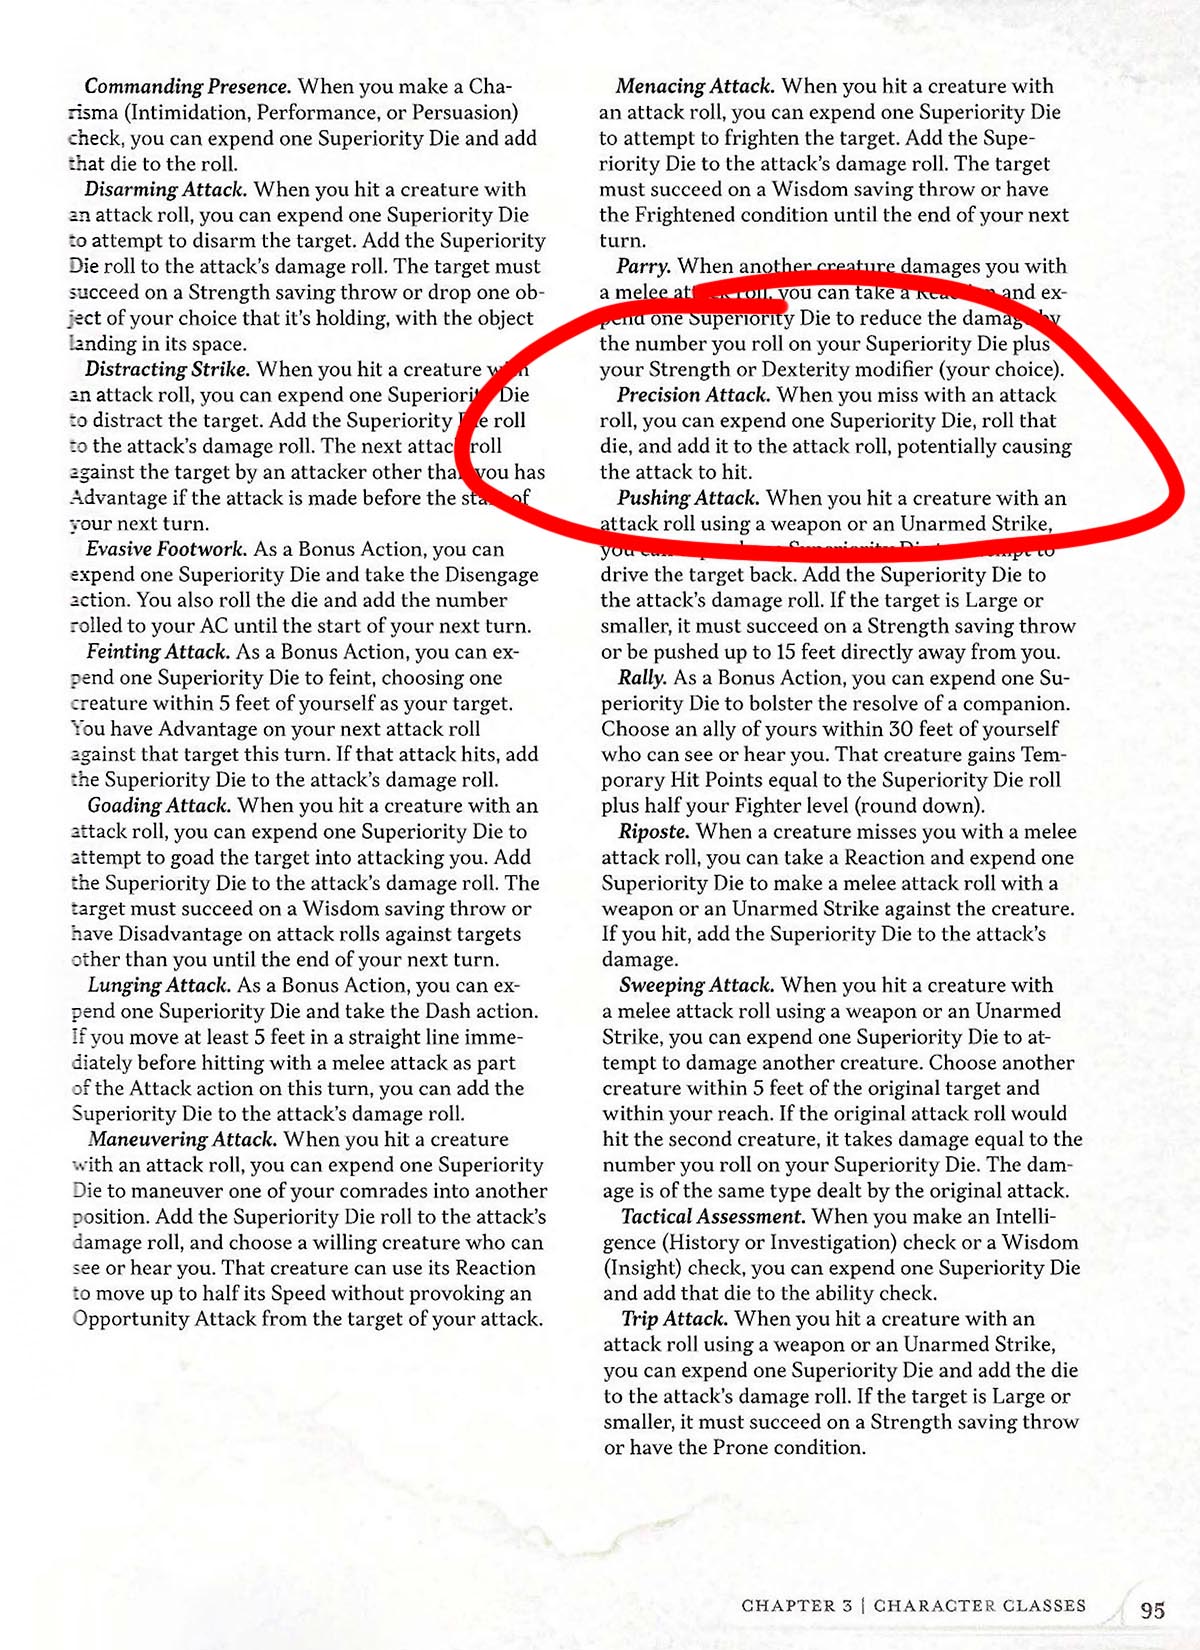 Commanding Presence. When you make a Cha-
risma (Intimidation, Performance, or Persuasion)
check, you can expend one Superiority Die and add
that die to the roll.
Disarming Attack. When you hit a creature with
an attack roll, you can expend one Superiority Die
to attempt to disarm the target. Add the Superiority
Die roll to the attack's damage roll. The target must
succeed on a Strength saving throw or drop one ob-
ject of your choice that it's holding, with the object
landing in its space.
Distracting Strike. When you hit a creature with
an attack roll, you can expend one Superiority Die
to distract the target. Add the Superiority Die roll
to the attack's damage roll. The next attack roll
against the target by an attacker other than you has
Advantage if the attack is made before the start of
your next turn.
Evasive Footwork. As a Bonus Action, you can
expend one Superiority Die and take the Disengage
action. You also roll the die and add the number
rolled to your AC until the start of your next turn.
Feinting Attack. As a Bonus Action, you can ex-
pend one Superiority Die to feint, choosing one
creature within 5 feet of yourself as your target.
You have Advantage on your next attack roll
against that target this turn. If that attack hits, add
the Superiority Die to the attack's damage roll.
Goading Attack. When you hit a creature with an
attack roll, you can expend one Superiority Die to
attempt to goad the target into attacking you. Add
the Superiority Die to the attack's damage roll. The
target must succeed on a Wisdom saving throw or
have Disadvantage on attack rolls against targets
other than you until the end of your next turn.
Lunging Attack. As a Bonus Action, you can ex-
pend one Superiority Die and take the Dash action.
If you move at least 5 feet in a straight line imme-
diately before hitting with a melee attack as part
of the Attack action on this turn, you can add the
Superiority Die to the attack's damage roll.
Maneuvering Attack. When you hit a creature
with an attack roll, you can expend one Superiority
Die to maneuver one of your comrades into another
position. Add the Superiority Die roll to the attack's
damage roll, and choose a willing creature who can
see or hear you. That creature can use its Reaction
to move up to half its Speed without provoking an
Opportunity Attack from the target of your attack.
Menacing Attack. When you hit a creature with
an attack roll, you can expend one Superiority Die
to attempt to frighten the target. Add the Supe-
riority Die to the attack's damage roll. The target
must succeed on a Wisdom saving throw or have
the Frightened condition until the end of your next
turn.
Parry. When another creature damages you with
a melee attack roll, you can take a Reaction and ex-
pend one Superiority Die to reduce the damage by
the number you roll on your Superiority Die plus
your Strength or Dexterity modifier (your choice).
Precision Attack. When you miss with an attack
roll, you can expend one Superiority Die, roll that
die, and add it to the attack roll, potentially causing
the attack to hit.
Pushing Attack. When you hit a creature with an
attack roll using a weapon or an Unarmed Strike,
you can expend one Superiority Die to attempt to
drive the target back. Add the Superiority Die to
the attack's damage roll. If the target is Large or
smaller, it must succeed on a Strength saving throw
or be pushed up to 15 feet directly away from you.
Rally. As a Bonus Action, you can expend one Su-
periority Die to bolster the resolve of a companion.
Choose an ally of yours within 30 feet of yourself
who can see or hear you. That creature gains Tem-
porary Hit Points equal to the Superiority Die roll
plus half your Fighter level (round down).
Riposte. When a creature misses you with a melee
attack roll, you can take a Reaction and expend one
Superiority Die to make a melee attack roll with a
weapon or an Unarmed Strike against the creature.
If you hit, add the Superiority Die to the attack's
damage.
Sweeping Attack. When you hit a creature with
a melee attack roll using a weapon or an Unarmed
Strike, you can expend one Superiority Die to at-
tempt to damage another creature. Choose another
creature within 5 feet of the original target and
within your reach. If the original attack roll would
hit the second creature, it takes damage equal to the
number you roll on your Superiority Die. The dam-
age is of the same type dealt by the original attack.
Tactical Assessment. When you make an Intelli-
gence (History or Investigation) check or a Wisdom
(Insight) check, you can expend one Superiority Die
and add that die to the ability check.
Trip Attack. When you hit a creature with an
attack roll using a weapon or an Unarmed Strike,
you can expend one Superiority Die and add the die
to the attack's damage roll. If the target is Large or
smaller, it must succeed on a Strength saving throw
or have the Prone condition.
CHAPTER 3 | CHARACTER CLASSES 95